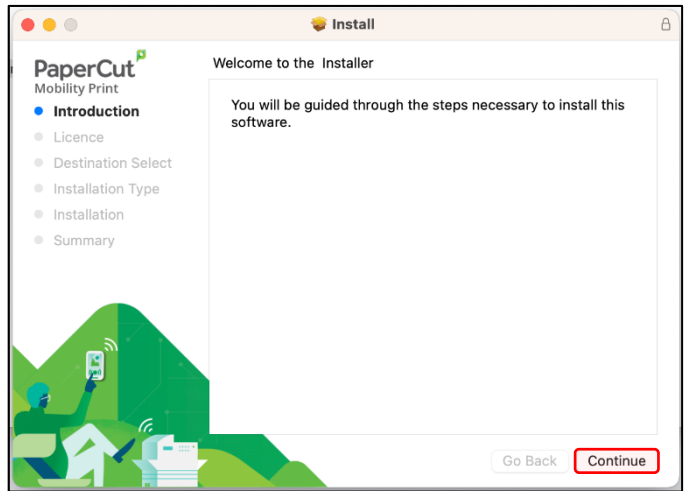 Install
PaperCut
Mobility Print
Introduction
Licence
Destination Select
Installation Type
Installation
Summary
Welcome to the Installer
You will be guided through the steps necessary to install this
software.
Go Back
Continue